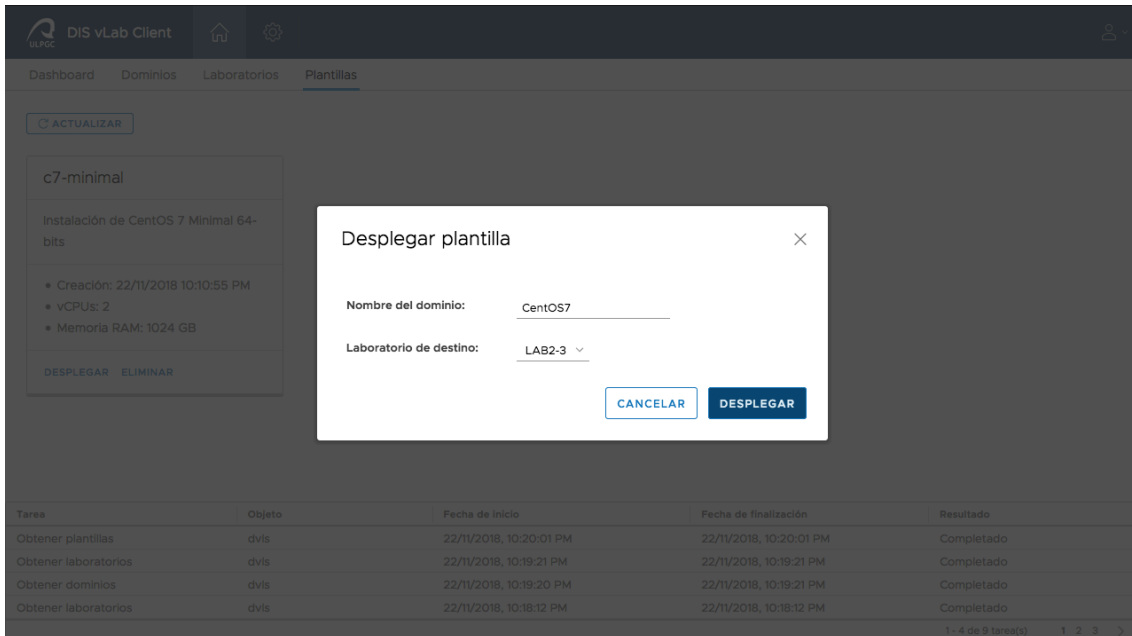 ULPGC
DIS vLab Client
Dashboard Dominios Laboratorios Plantillas
ACTUALIZAR
c7-minimal
Instalación de CentOS 7 Minimal 64-
bits
• Creación: 22/11/2018 10:10:55 PM
• vCPUs: 2
• Memoria RAM: 1024 GB
DESPLEGAR ELIMINAR
Desplegar plantilla
Nombre del dominio: CentOS7
Laboratorio de destino: LAB2-3
CANCELAR DESPLEGAR
Tarea Objeto Fecha de inicio Fecha de finalización Resultado
Obtener plantillas dvls 22/11/2018, 10:20:01 PM 22/11/2018, 10:20:01 PM Completado
Obtener laboratorios dvls 22/11/2018, 10:19:21 PM 22/11/2018, 10:19:21 PM Completado
Obtener dominios dvls 22/11/2018, 10:19:20 PM 22/11/2018, 10:19:21 PM Completado
Obtener laboratorios dvls 22/11/2018, 10:18:12 PM 22/11/2018, 10:18:12 PM Completado
1 - 4 de 9 tarea(s) 1 2 3